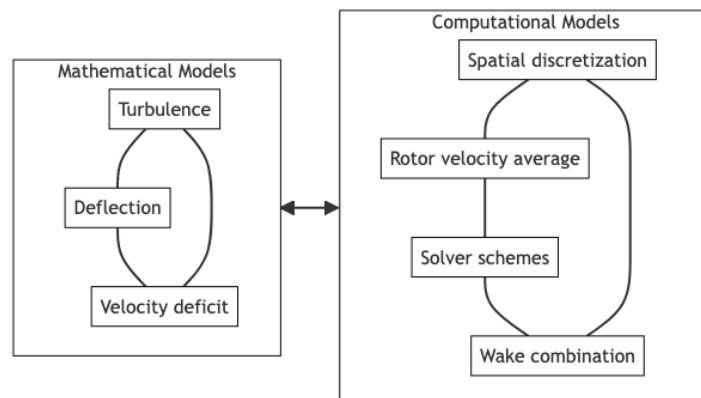 Mathematical Models
Turbulence
Deflection
Velocity deficit
Computational Models
Spatial discretization
Rotor velocity average
Solver schemes
Wake combination